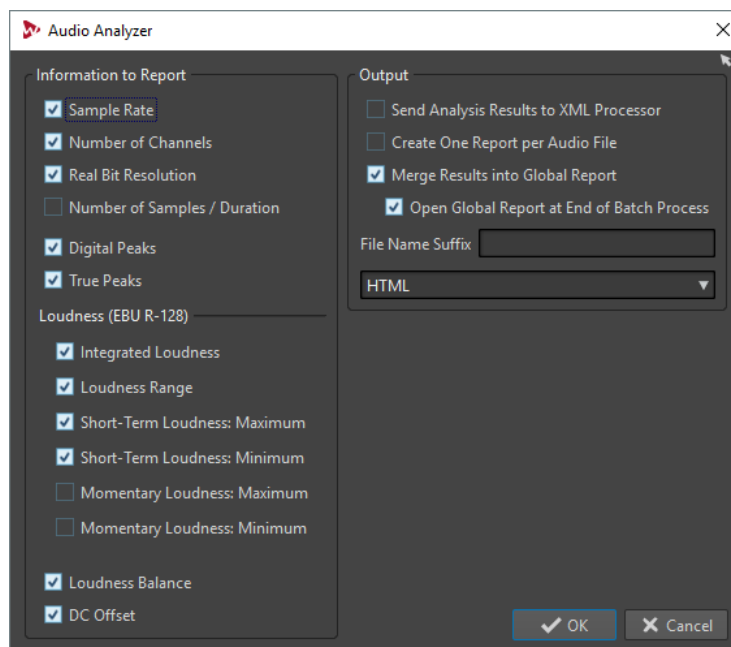 Audio Analyzer
Information to Report
Sample Rate
Number of Channels
Real Bit Resolution
Number of Samples / Duration
Digital Peaks
True Peaks
Loudness (EBU R-128)
Integrated Loudness
Loudness Range
Short-Term Loudness: Maximum
Short-Term Loudness: Minimum
Momentary Loudness: Maximum
Momentary Loudness: Minimum
Loudness Balance
DC Offset
Output
Send Analysis Results to XML Processor
Create One Report per Audio File
Merge Results into Global Report
Open Global Report at End of Batch Process
File Name Suffix
HTML
OK
Cancel